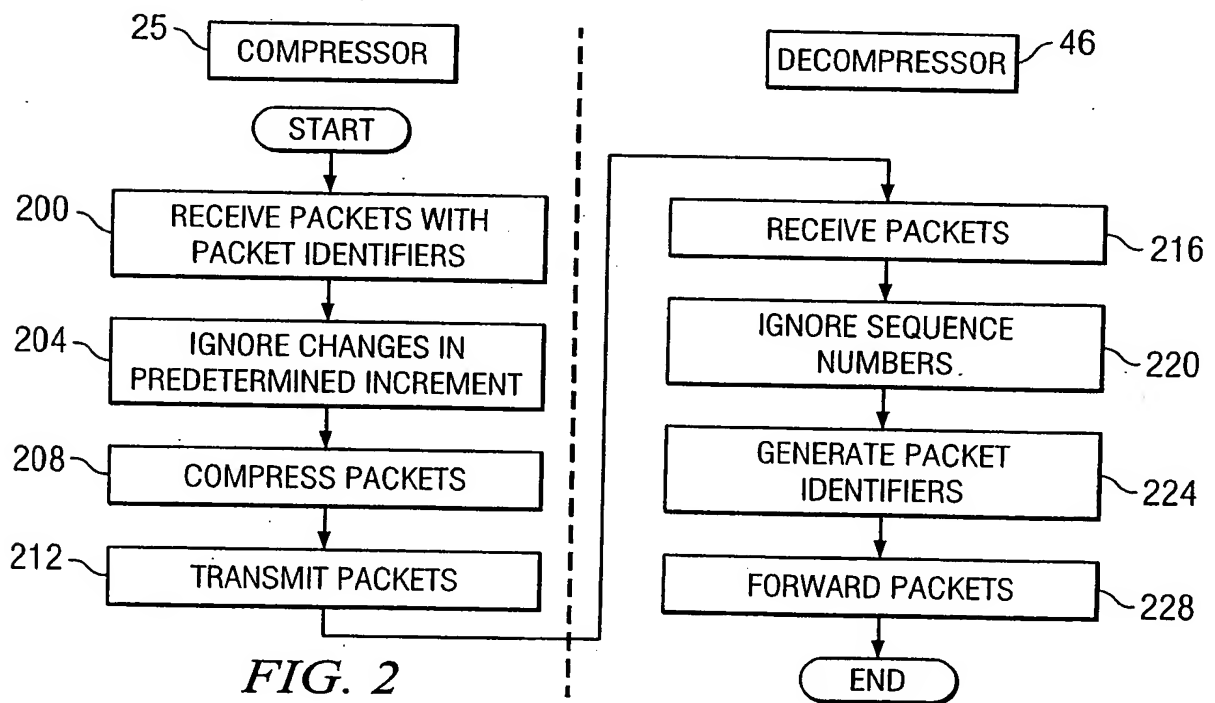 25
COMPRESSOR
START
200
RECEIVE PACKETS WITH
PACKET IDENTIFIERS
204
IGNORE CHANGES IN
PREDETERMINED INCREMENT
208
COMPRESS PACKETS
212
TRANSMIT PACKETS
FIG. 2
DECOMPRESSOR
46
RECEIVE PACKETS
216
IGNORE SEQUENCE
NUMBERS.
220
GENERATE PACKET
IDENTIFIERS
224
FORWARD PACKETS
228
END